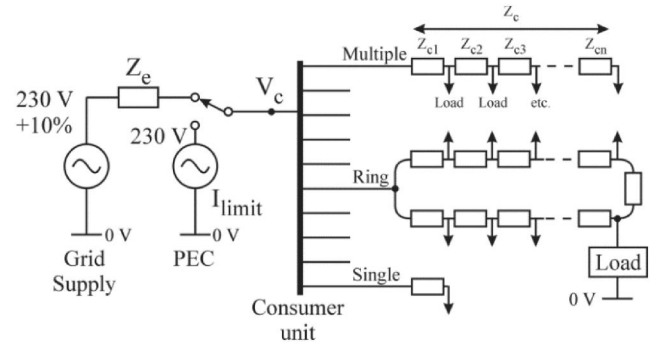 Z_c
Z_c1 Z_c2 Z_c3 Z_cn
Multiple
Load Load etc.
Z_e
V_c
230 V
+10%
230 V
I_limit
0 V
0 V
Grid
Supply
PEC
Ring
Single
Consumer
unit
Load
0 V